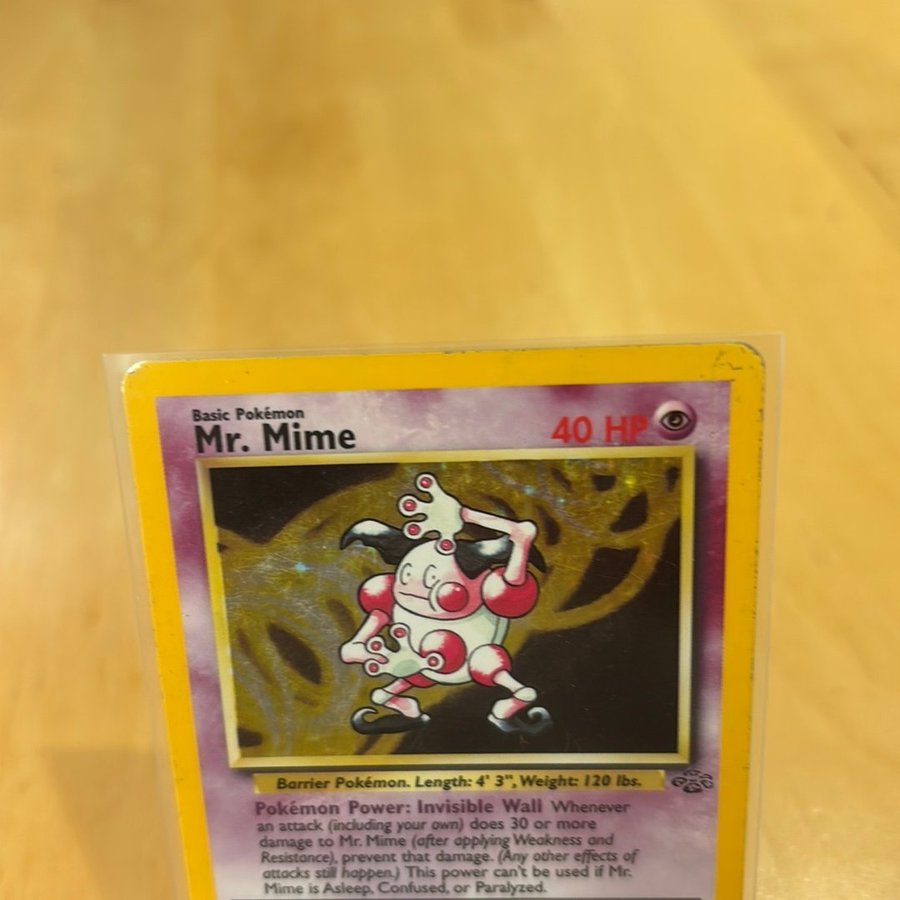 Basic Pokémon
Mr. Mime 40 HP
Barrier Pokémon. Length: 4' 3", Weight: 120 lbs.
Pokémon Power: Invisible Wall Whenever
an attack (including your own) does 30 or more
damage to Mr. Mime (after applying Weakness and
Resistance), prevent that damage. (Any other effects of
attacks still happen.) This power can't be used if Mr.
Mime is Asleep, Confused, or Paralyzed.